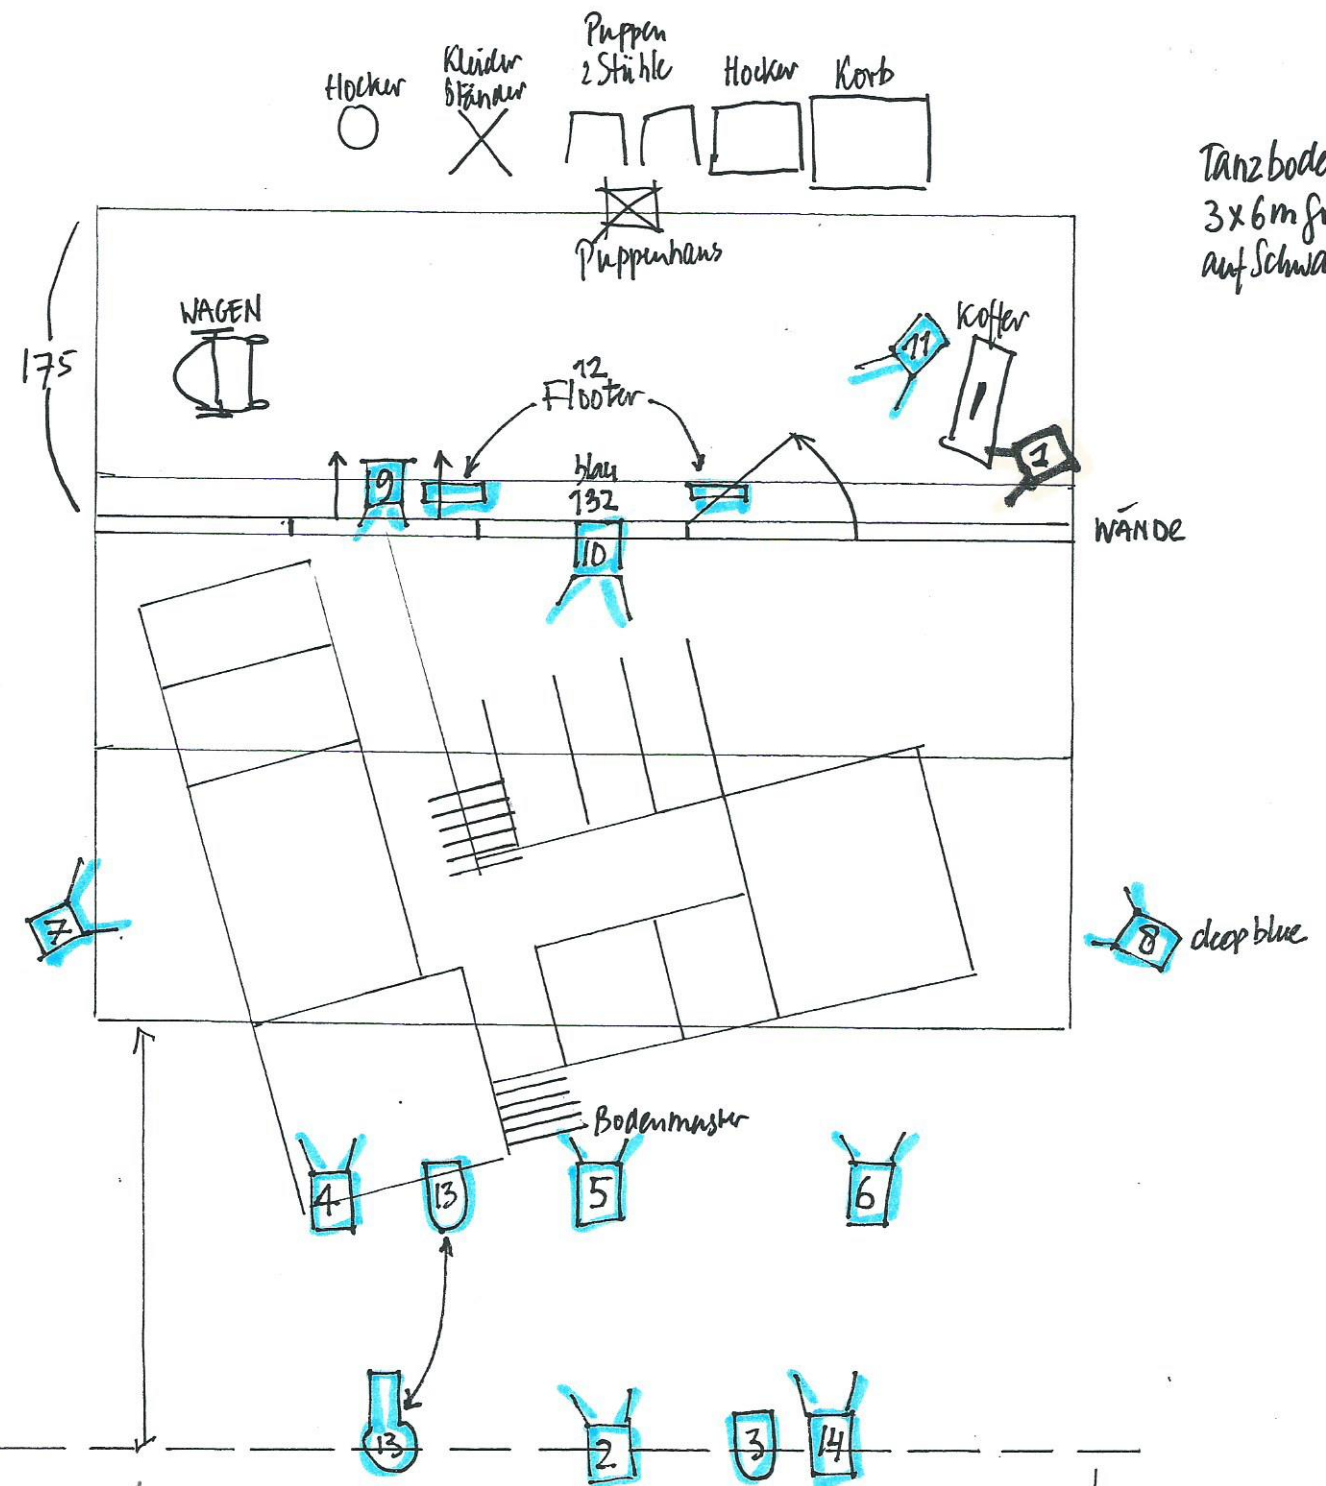 Puppen
Kleider
2 Stühle
Hocker
Korb
Hocker
ständer
Tanzbode
3x6m
auf Schwa
Puppenhaus
WAGEN
Koffer
11
175
12
Flooter
1
9
blau
132
10
WÄNDE
7
8
deep blue
Bodenmuster
4
13
5
6
13
2
3
14